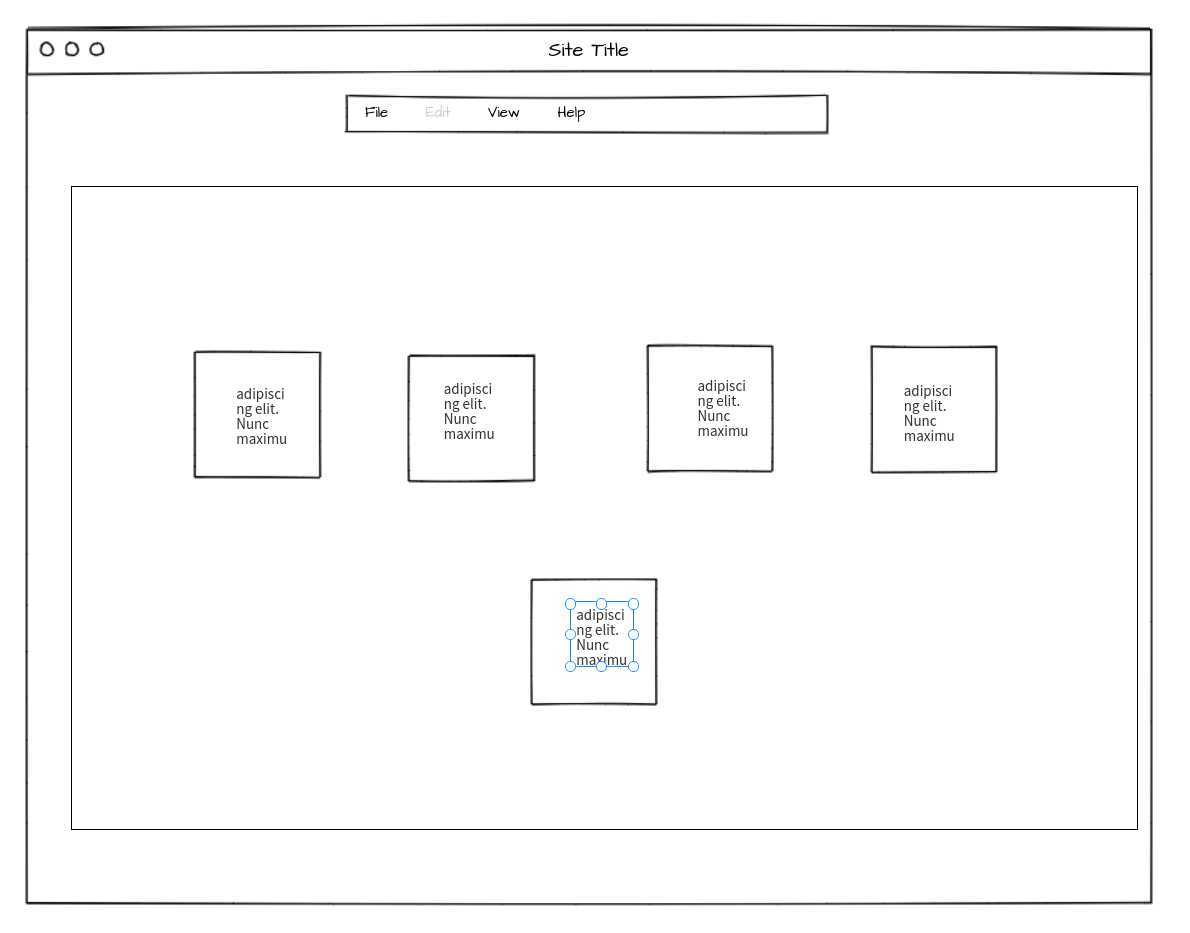 Site Title
File Edit View Help
adipisci
ng elit.
Nunc
maximu
adipisci
ng elit.
Nunc
maximu
adipisci
ng elit.
Nunc
maximu
adipisci
ng elit.
Nunc
maximu
adipisci
ng elit.
Nunc
maximu